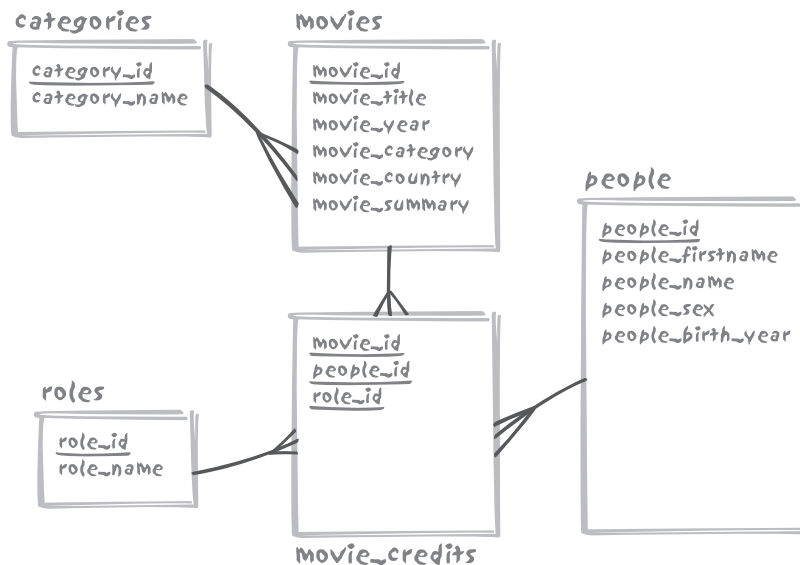 categories
category_id
category_name
movies
movie_id
movie_title
movie_year
movie_category
movie_country
movie_summary
people
people_id
people_firstname
people_name
people_sex
people_birth_year
roles
role_id
role_name
movie_id
people_id
role_id
movie_credits